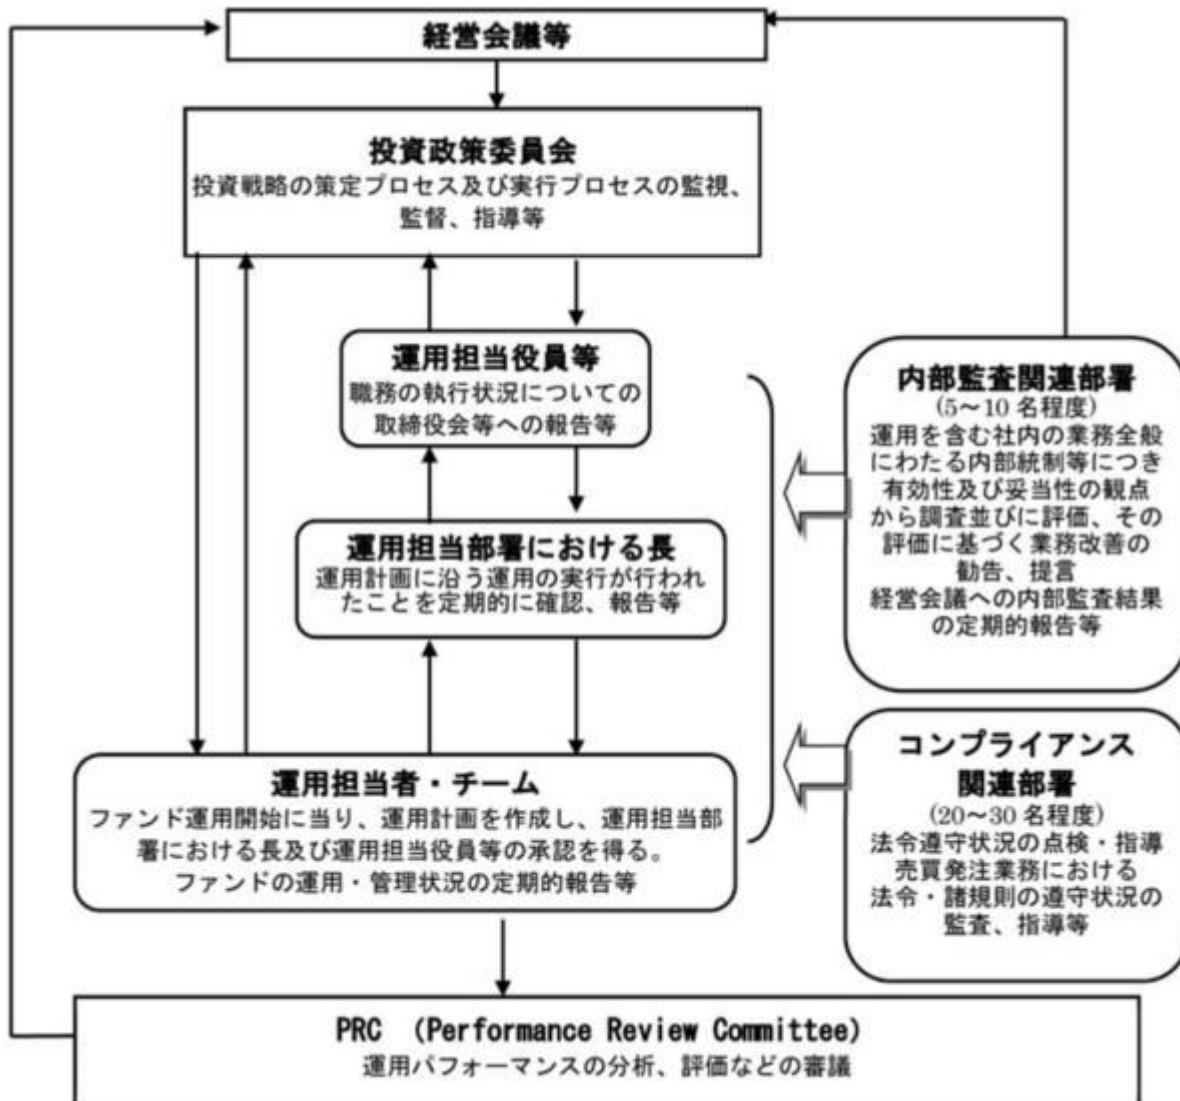 経営会議等
投資政策委員会
投資戦略の策定プロセス及び実行プロセスの監視、
監督、指導等
運用担当役員等
職務の執行状況についての
取締役会等への報告等
運用担当部署における長
運用計画に沿う運用の実行が行われ
たことを定期的に確認、報告等
運用担当者・チーム
ファンド運用開始に当り、運用計画を作成し、運用担当部
署における長及び運用担当役員等の承認を得る。
ファンドの運用・管理状況の定期的報告等
内部監査関連部署
(5～10 名程度)
運用を含む社内の業務全般
にわたる内部統制等につき
有効性及び妥当性の観点
から調査並びに評価、その
評価に基づく業務改善の
勧告、提言
経営会議への内部監査結果
の定期的報告等
コンプライアンス
関連部署
(20～30 名程度)
法令遵守状況の点検・指導
売買発注業務における
法令・諸規則の遵守状況の
監査、指導等
PRC (Performance Review Committee)
運用パフォーマンスの分析、評価などの審議